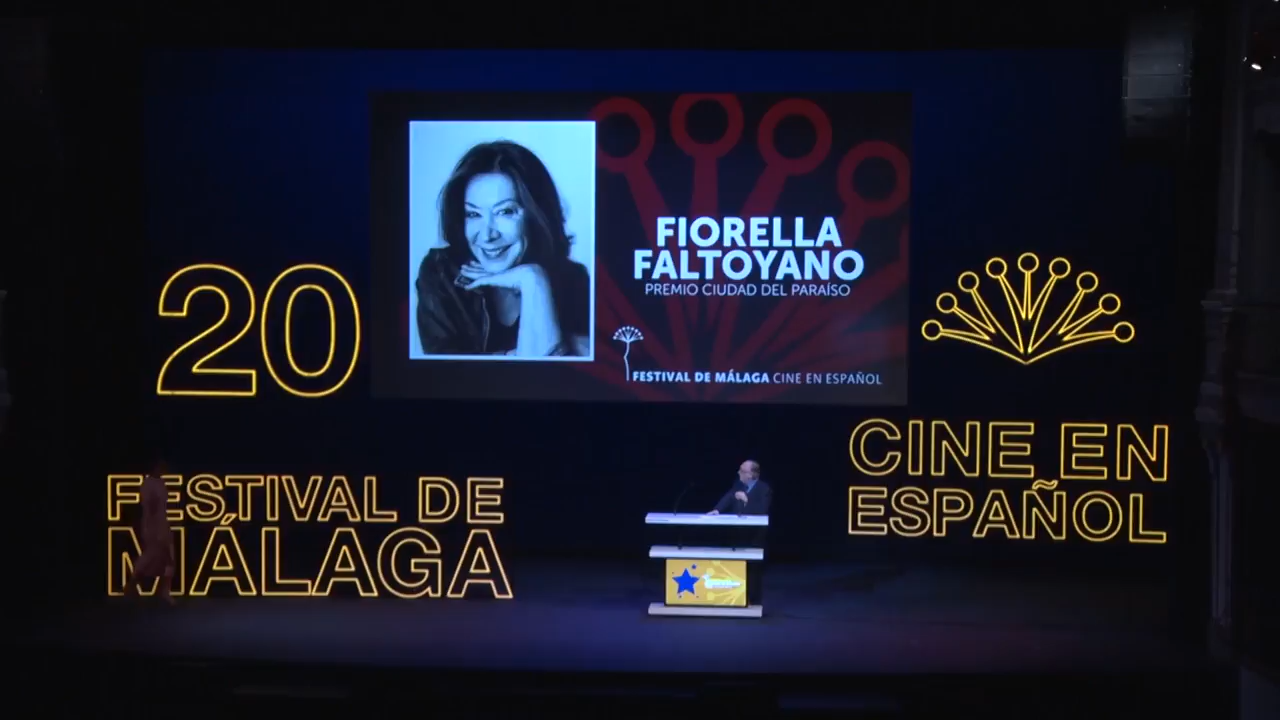 FIORELLA
FALTOYANO
PREMIO CIUDAD DEL PARAÍSO
FESTIVAL DE MÁLAGA CINE EN ESPAÑOL
20
FESTIVAL DE
MÁLAGA
CINE EN
ESPAÑOL